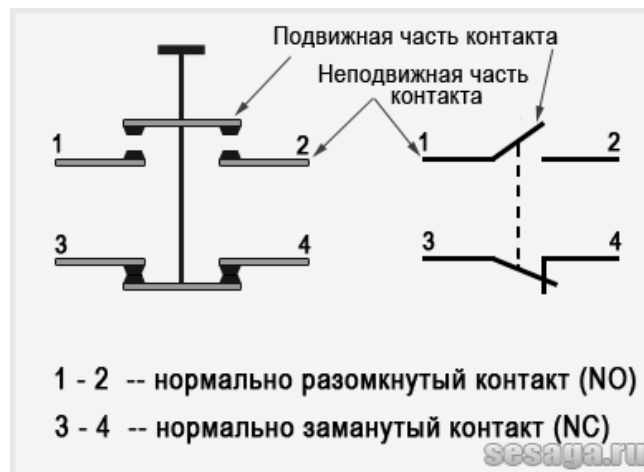 Подвижная часть контакта
Неподвижная часть
контакта
1 2 1 2
3 4 3 4
1 - 2 -- нормально разомкнутый контакт (NO)
3 - 4 -- нормально заманутый контакт (NC)
sesaga.ru